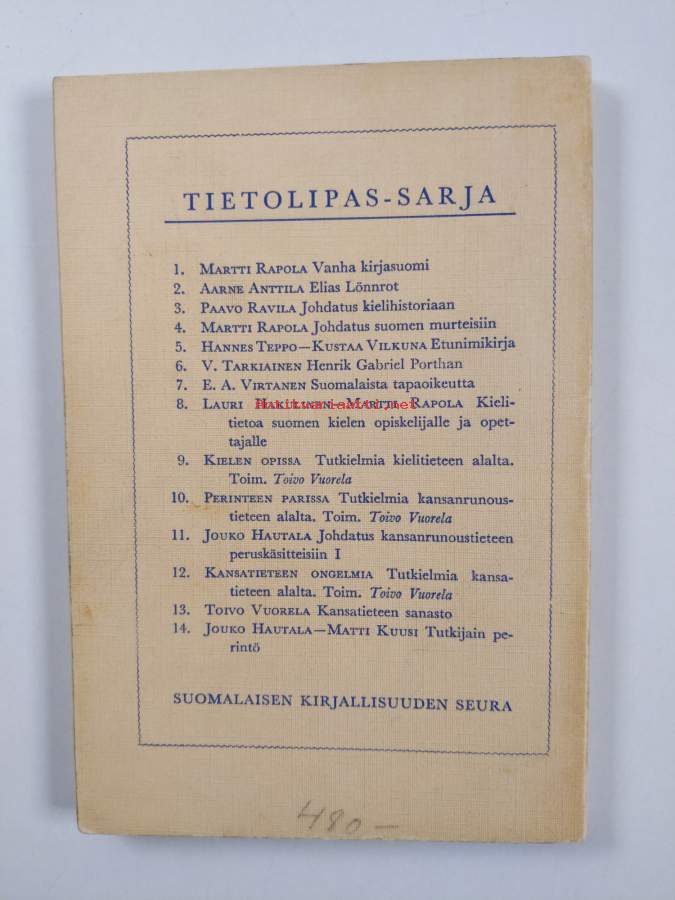 TIETOLIPAS-SARJA
1. MARTTI RAPOLA Vanha kirjasuomi
2. AARNE ANTTILA Elias Lönnrot
3. PAAVO RAVILA Johdatus kielihistoriaan
4. MARTTI RAPOLA Johdatus suomen murteisiin
5. HANNES TEPPO—KUSTAA VILKUNA Etunimikirja
6. V. TARKIAINEN Henrik Gabriel Porthan
7. E. A. VIRTANEN Suomalaista tapaoikeutta
8. LAURI HAKULINEN—MARTTI RAPOLA Kieli-
tietoa suomen kielen opiskelijalle ja opet-
tajalle
9. KIELEN OPISSA Tutkielmia kielitieteen alalta.
Toim. Toivo Vuorela
10. PERINTEEN PARISSA Tutkielmia kansanrunous-
tieteen alalta. Toim. Toivo Vuorela
11. JOUKO HAUTALA Johdatus kansanrunoustieteen
peruskäsitteisiin I
12. KANSATIETEEN ONGELMIA Tutkielmia kansa-
tieteen alalta. Toim. Toivo Vuorela
13. TOIVO VUORELA Kansatieteen sanasto
14. JOUKO HAUTALA—MATTI KUUSI Tutkijain pe-
rintö
SUOMALAISEN KIRJALLISUUDEN SEURA
480—